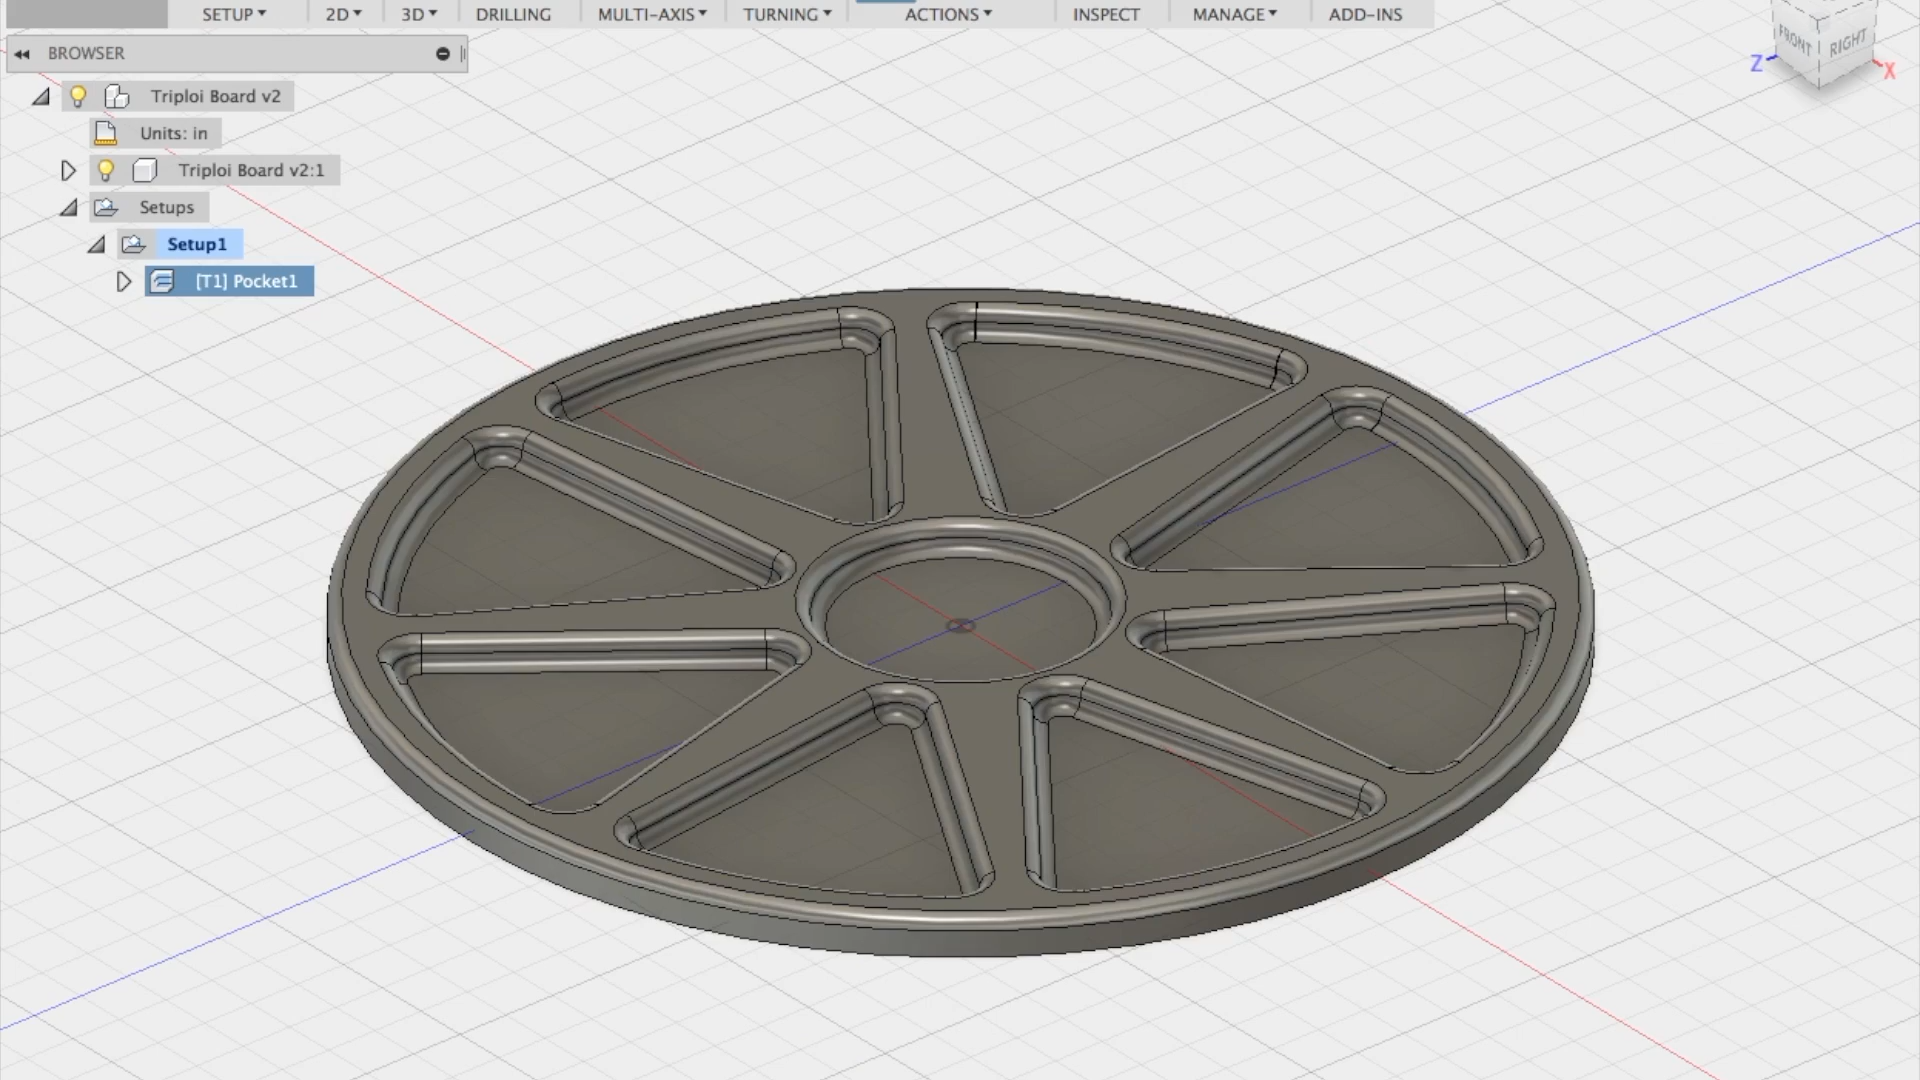 SETUP 2D 3D DRILLING MULTI-AXIS TURNING ACTIONS INSPECT MANAGE ADD-INS
BROWSER
FRONT RIGHT
Z X
Triploi Board v2
Units: in
Triploi Board v2:1
Setups
Setup1
[T1] Pocket1